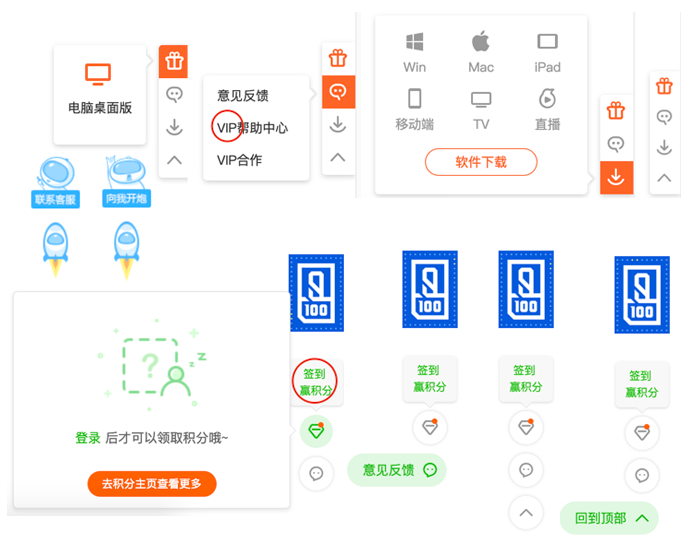 电脑桌面版
意见反馈
VIP帮助中心
VIP合作
Win
Mac
iPad
移动端
TV
直播
软件下载
联系客服
向我开炮
100
100
100
100
签到
赢积分
签到
赢积分
签到
赢积分
签到
赢积分
?
登录 后才可以领取积分哦~
去积分主页查看更多
意见反馈
回到顶部